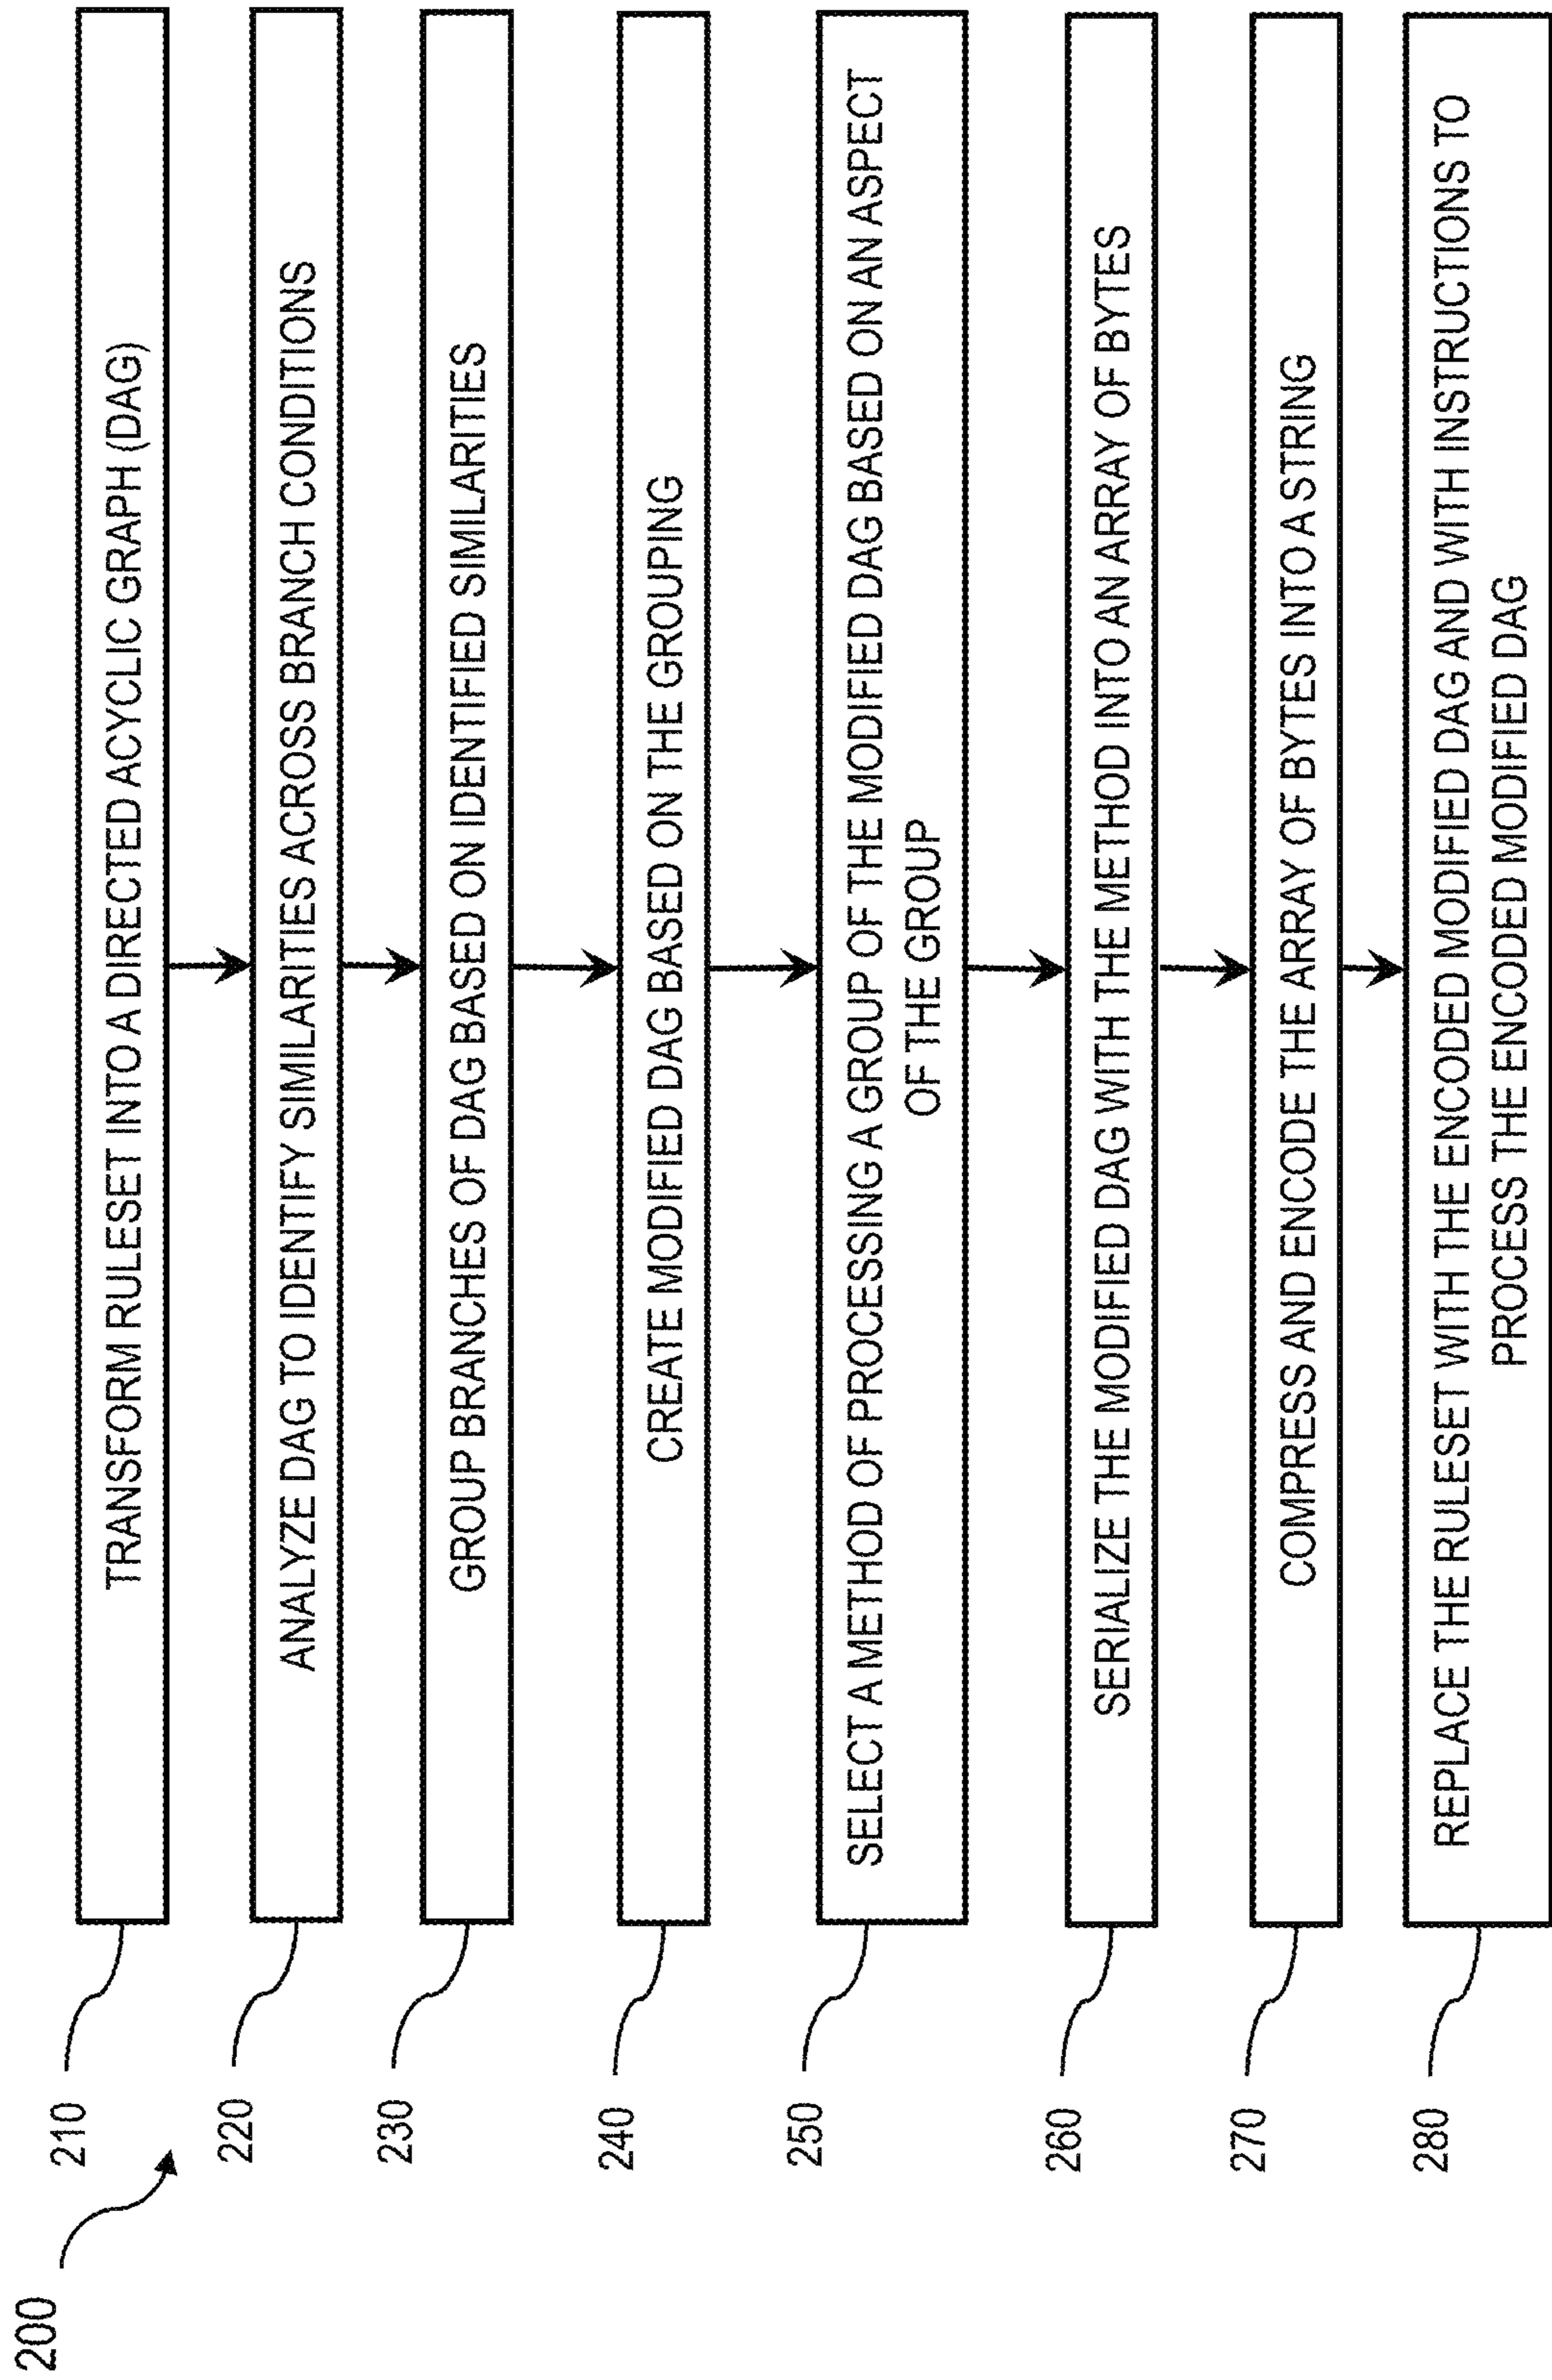 200
210
TRANSFORM RULESET INTO A DIRECTED ACYCLIC GRAPH (DAG)
220
ANALYZE DAG TO IDENTIFY SIMILARITIES ACROSS BRANCH CONDITIONS
230
GROUP BRANCHES OF DAG BASED ON IDENTIFIED SIMILARITIES
240
CREATE MODIFIED DAG BASED ON THE GROUPING
250
SELECT A METHOD OF PROCESSING A GROUP OF THE MODIFIED DAG BASED ON AN ASPECT
OF THE GROUP
260
SERIALIZE THE MODIFIED DAG WITH THE METHOD INTO AN ARRAY OF BYTES
270
COMPRESS AND ENCODE THE ARRAY OF BYTES INTO A STRING
280
REPLACE THE RULESET WITH THE ENCODED MODIFIED DAG AND WITH INSTRUCTIONS TO
PROCESS THE ENCODED MODIFIED DAG